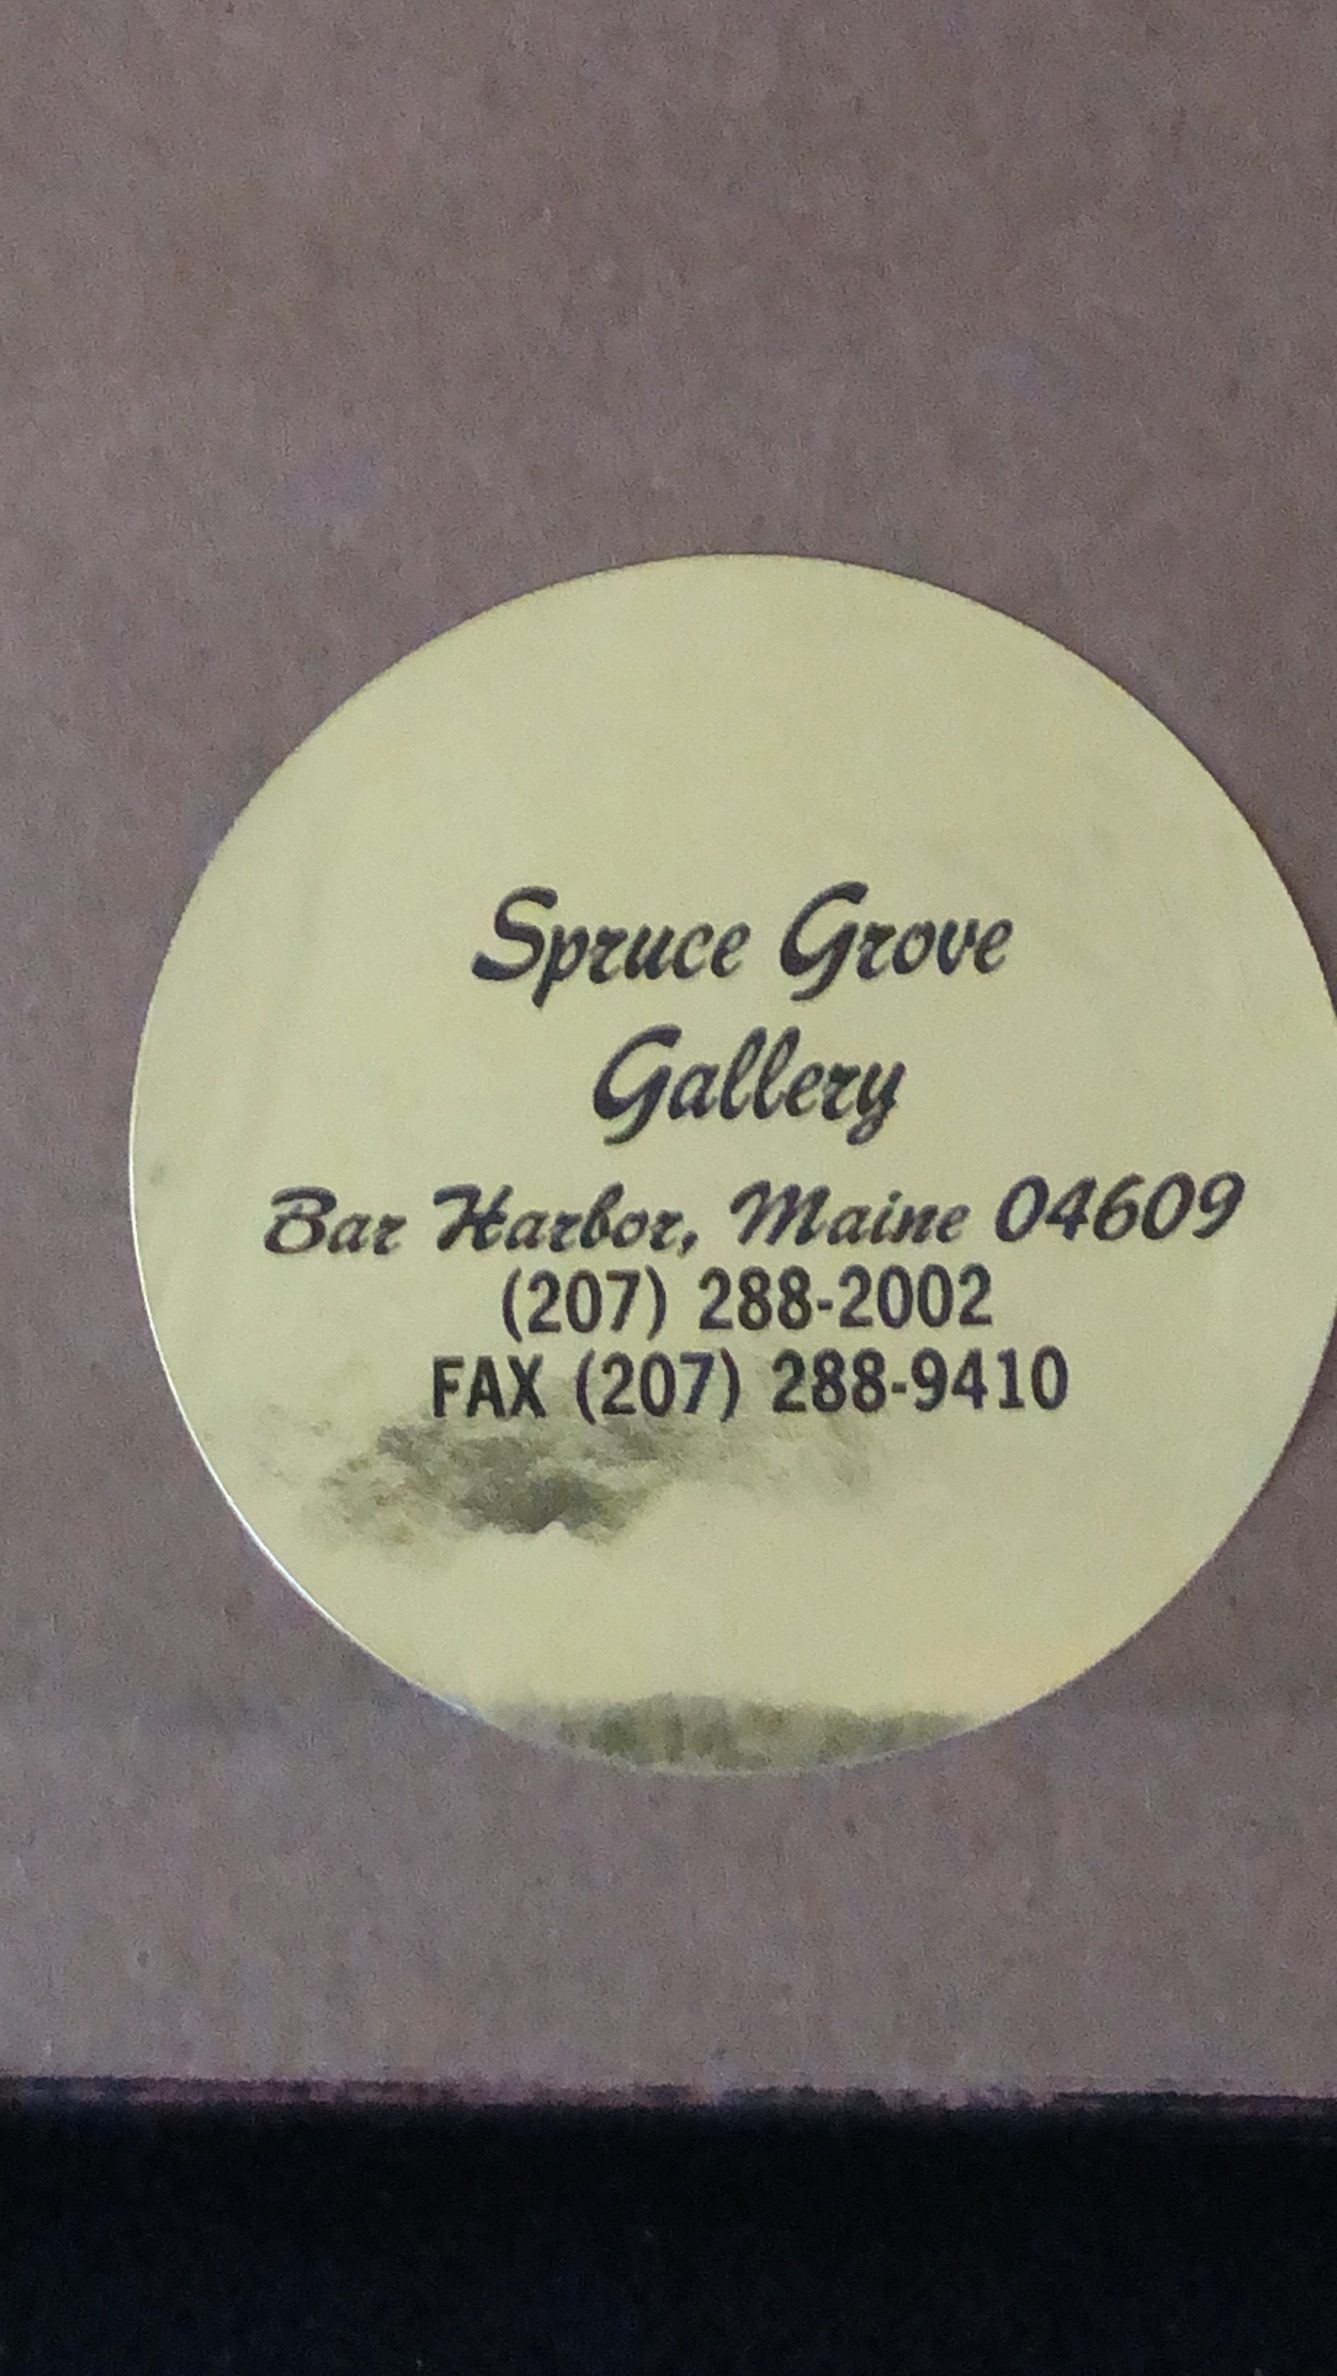 Spruce Grove
Gallery
Bar Harbor, Maine 04609
(207) 288-2002
FAX (207) 288-9410